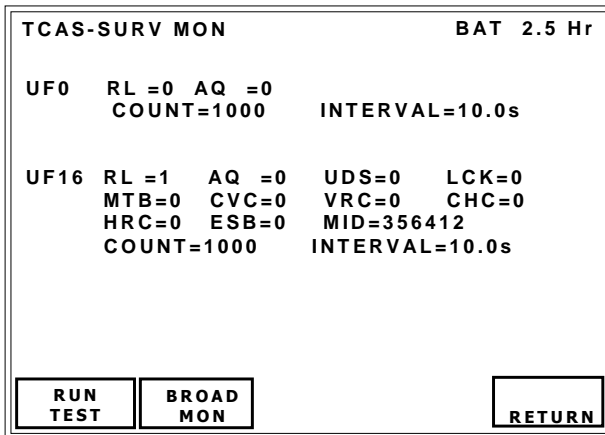 TCAS-SURV MON BAT 2.5 Hr
UF0 RL =0 AQ =0
COUNT=1000 INTERVAL=10.0s
UF16 RL =1 AQ =0 UDS=0 LCK=0
MTB=0 CVC=0 VRC=0 CHC=0
HRC=0 ESB=0 MID=356412
COUNT=1000 INTERVAL=10.0s
RUN
TEST
BROAD
MON
RETURN